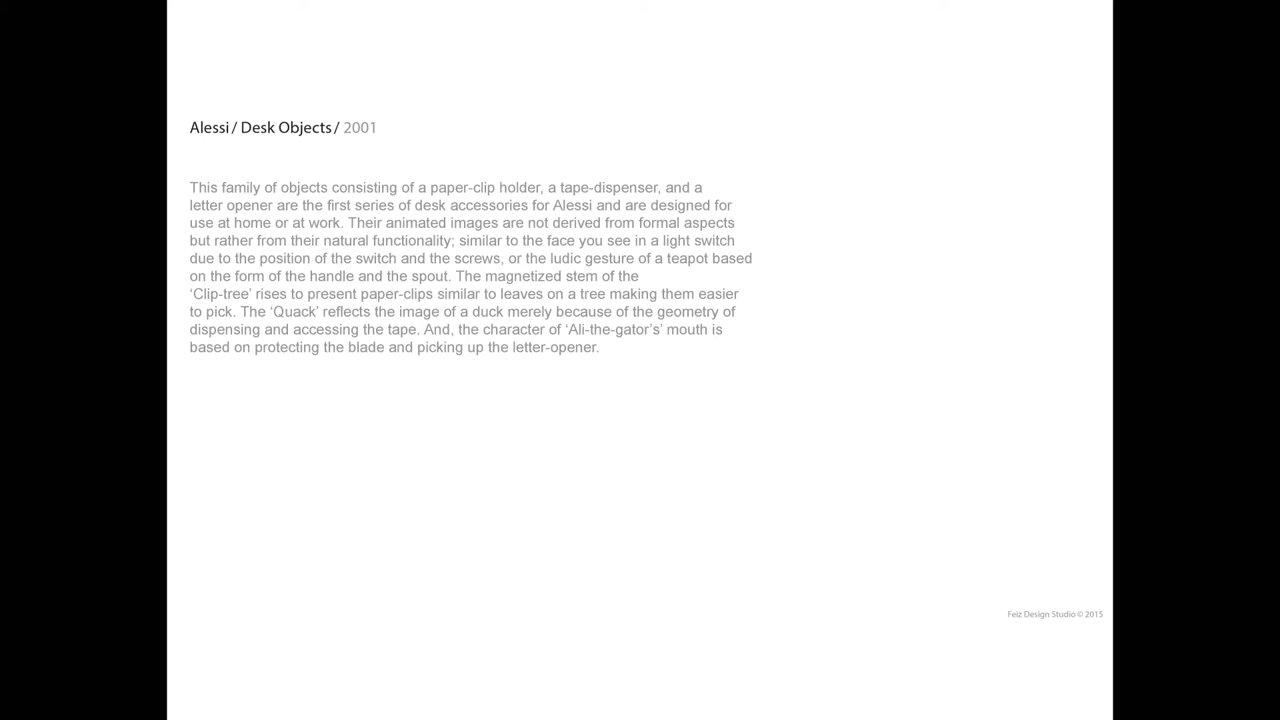 Alessi / Desk Objects / 2001
This family of objects consisting of a paper-clip holder, a tape-dispenser, and a
letter opener are the first series of desk accessories for Alessi and are designed for
use at home or at work. Their animated images are not derived from formal aspects
but rather from their natural functionality; similar to the face you see in a light switch
due to the position of the switch and the screws, or the ludic gesture of a teapot based
on the form of the handle and the spout. The magnetized stem of the
‘Clip-tree’ rises to present paper-clips similar to leaves on a tree making them easier
to pick. The ‘Quack’ reflects the image of a duck merely because of the geometry of
dispensing and accessing the tape. And, the character of ‘Ali-the-gator’s’ mouth is
based on protecting the blade and picking up the letter-opener.
Feiz Design Studio © 2015